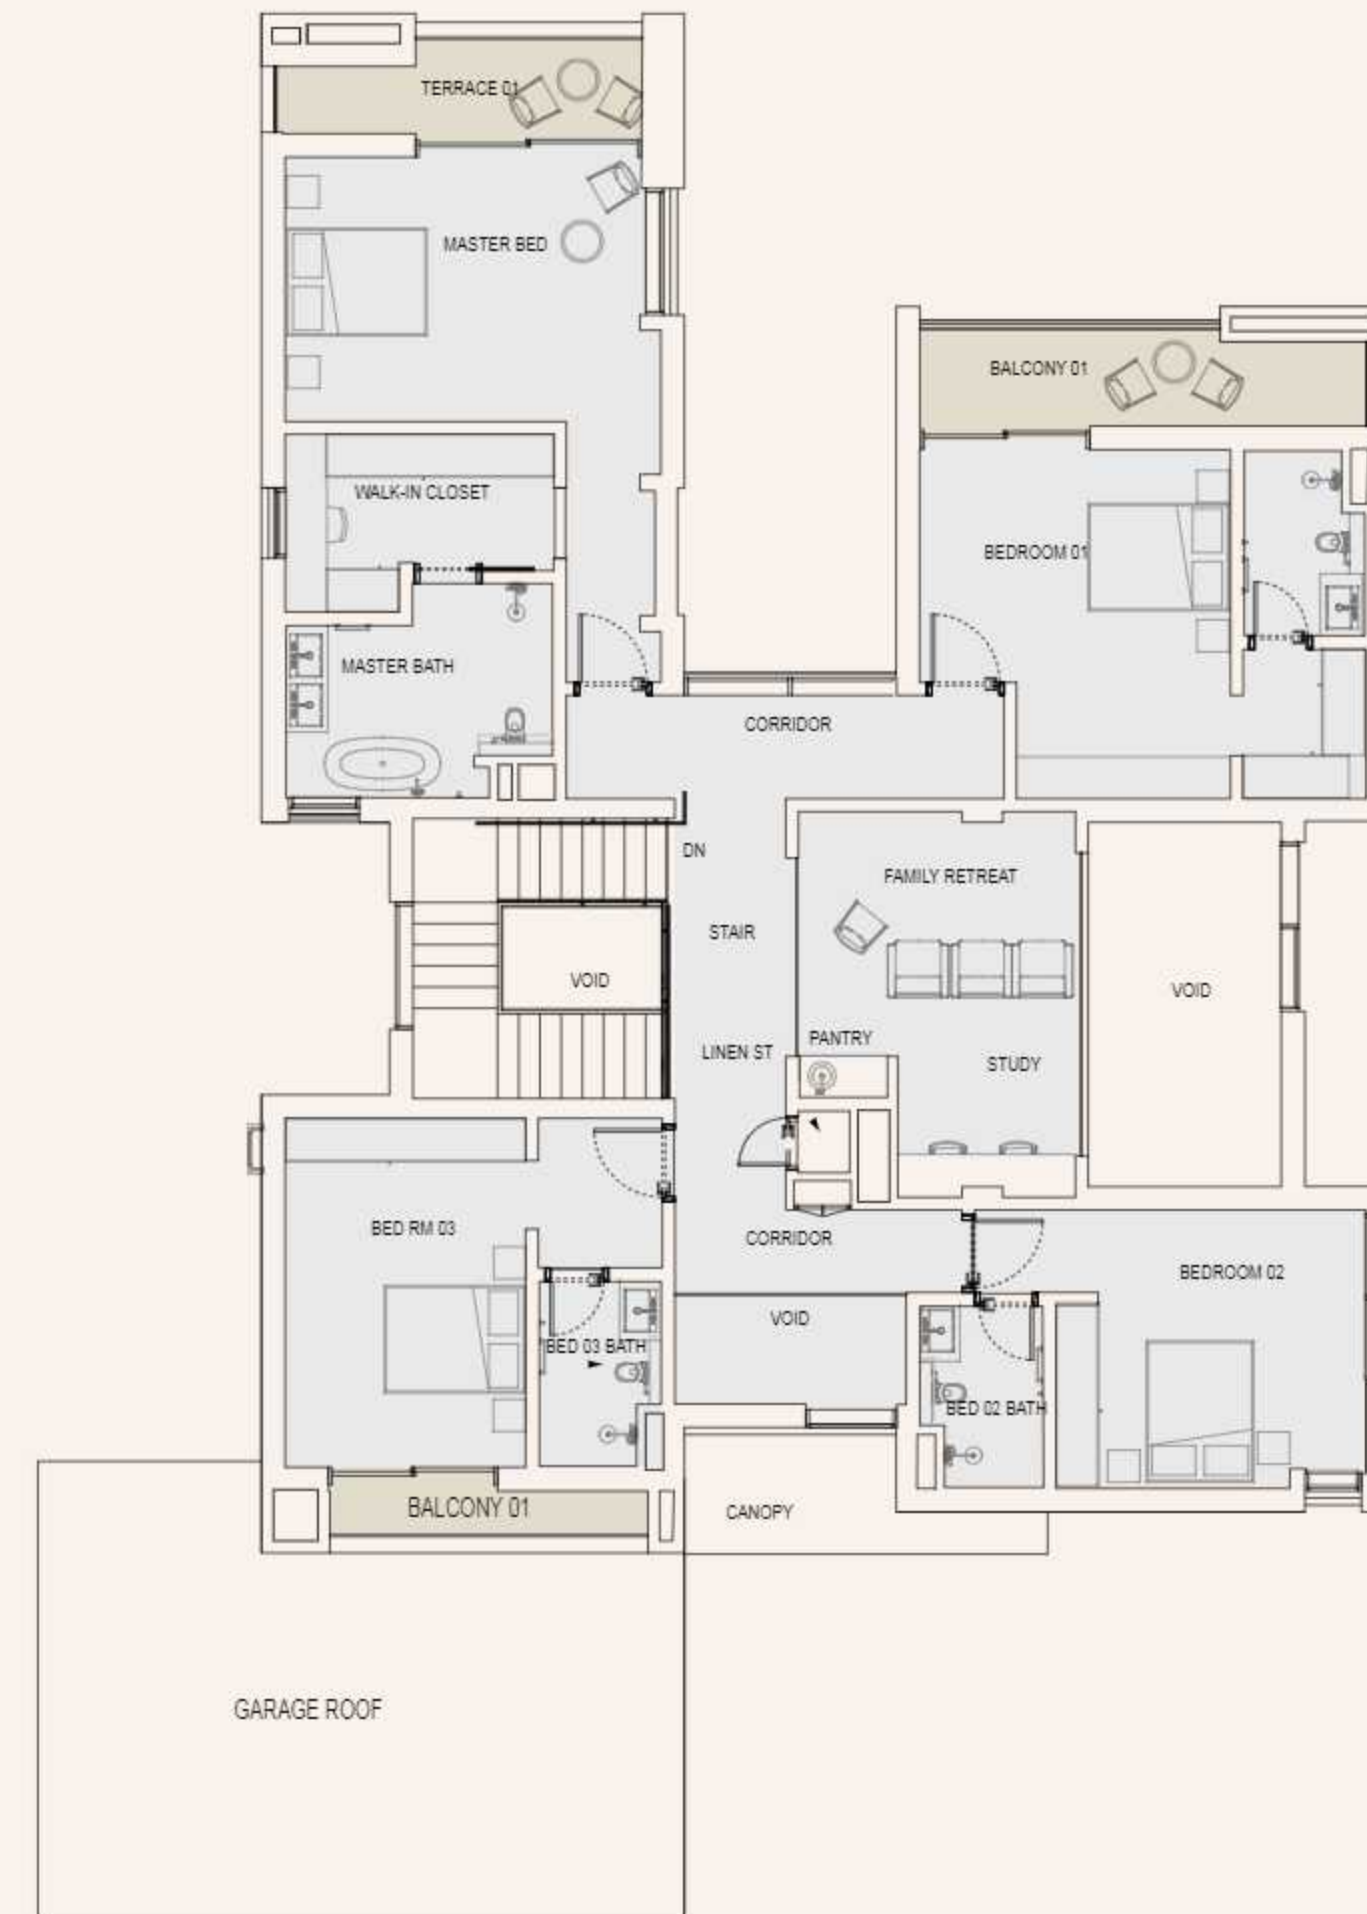 TERRACE 01
MASTER BED
BALCONY 01
WALK-IN CLOSET
BEDROOM 01
MASTER BATH
CORRIDOR
DN
FAMILY RETREAT
STAIR
VOID
VOID
PANTRY
LINEN ST
STUDY
BED RM 03
CORRIDOR
BEDROOM 02
VOID
BED 03 BATH
BED 02 BATH
BALCONY 01
CANOPY
GARAGE ROOF